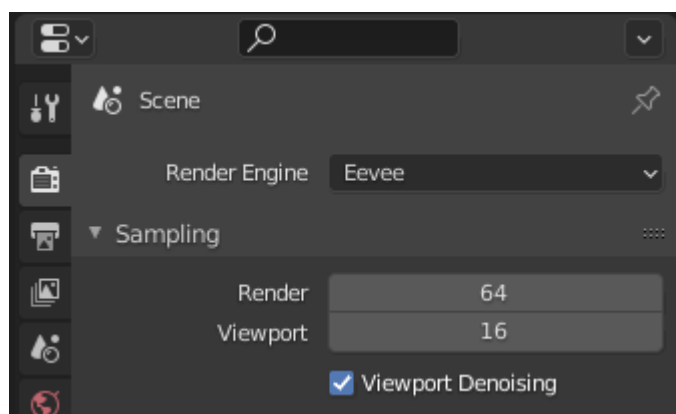 Scene
Render Engine Eevee
Sampling
Render 64
Viewport 16
Viewport Denoising